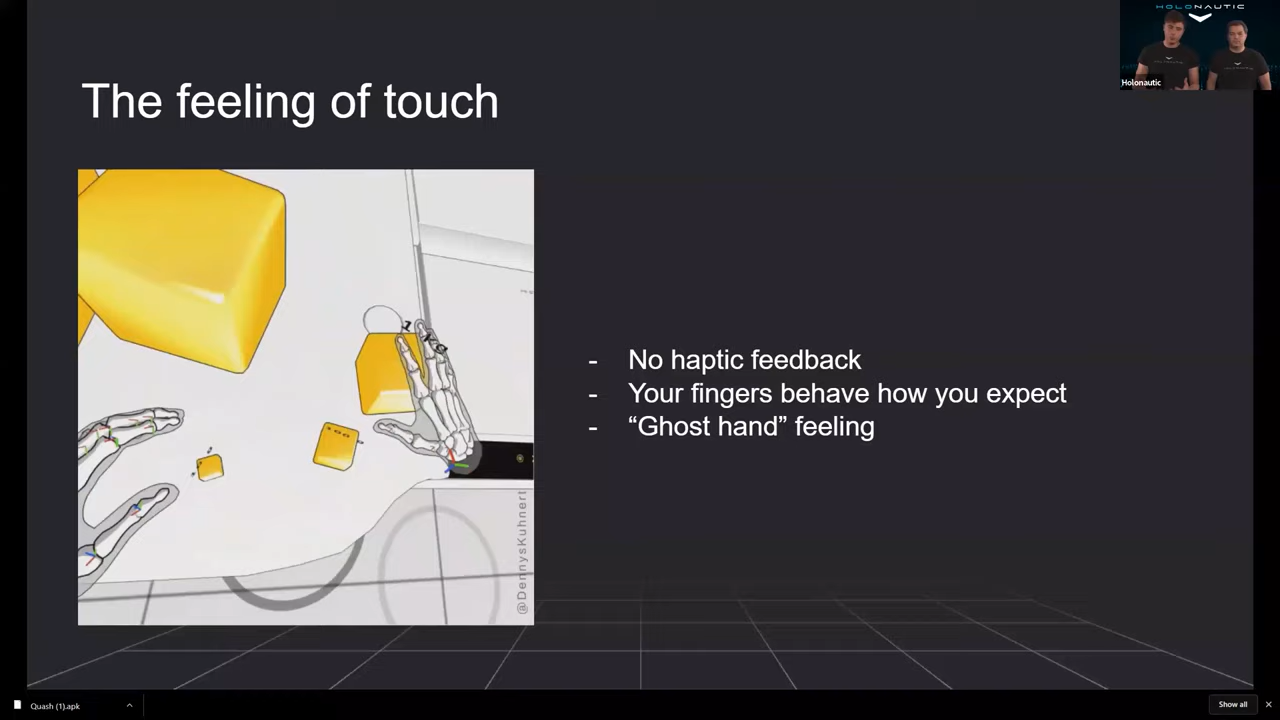 HOLONAUTIC
Holonautic
The feeling of touch
- No haptic feedback
- Your fingers behave how you expect
- “Ghost hand” feeling
@DennysKuhnert
Quash (1).apk
Show all